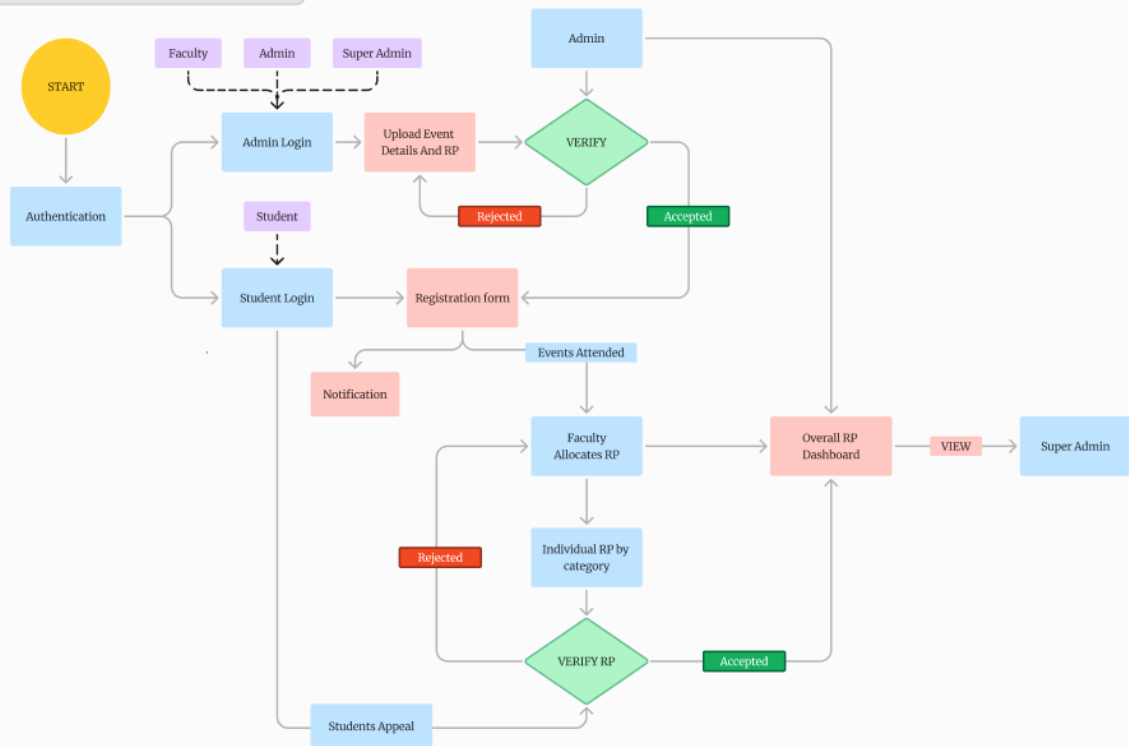 Admin
Faculty
Admin
Super Admin
START
Admin Login
Upload Event
Details And RP
VERIFY
Authentication
Student
Rejected
Accepted
Student Login
Registration form
Events Attended
Notification
Faculty
Allocates RP
Overall RP
Dashboard
VIEW
Super Admin
Individual RP by
category
Rejected
VERIFY RP
Accepted
Students Appeal